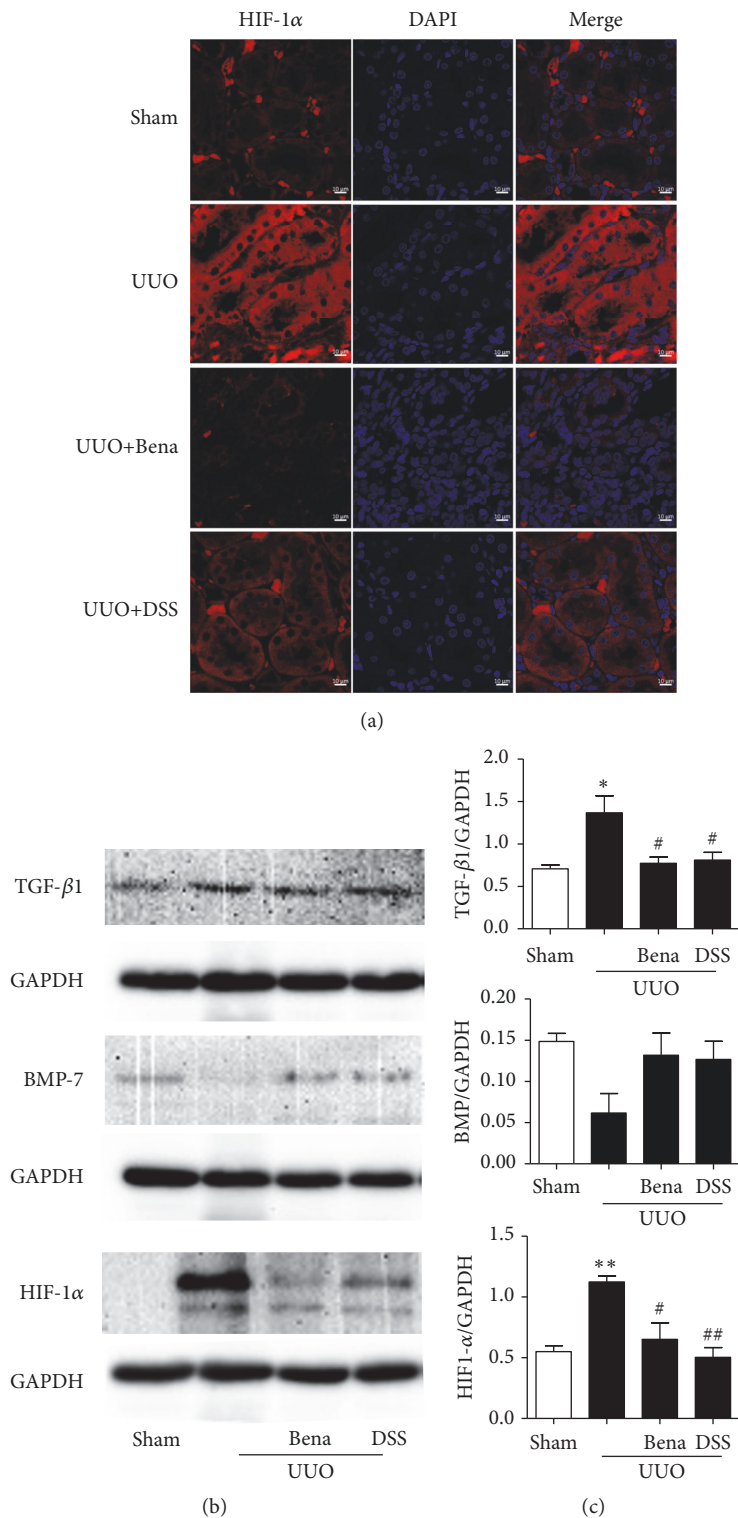 HIF-1α DAPI Merge
Sham
10 μm 10 μm 10 μm
UUO
10 μm 10 μm 10 μm
UUO+Bena
10 μm 10 μm 10 μm
UUO+DSS
10 μm 10 μm 10 μm
(a)
TGF-β1
GAPDH
BMP-7
GAPDH
HIF-1α
GAPDH
Sham Bena DSS
UUO
(b)
TGF-β1/GAPDH
2.0
1.5
1.0
0.5
0.0
*
#
#
Sham Bena DSS
UUO
BMP/GAPDH
0.20
0.15
0.10
0.05
0.00
Sham Bena DSS
UUO
HIF1-α/GAPDH
1.5
1.0
0.5
0.0
**
#
##
Sham Bena DSS
UUO
(c)